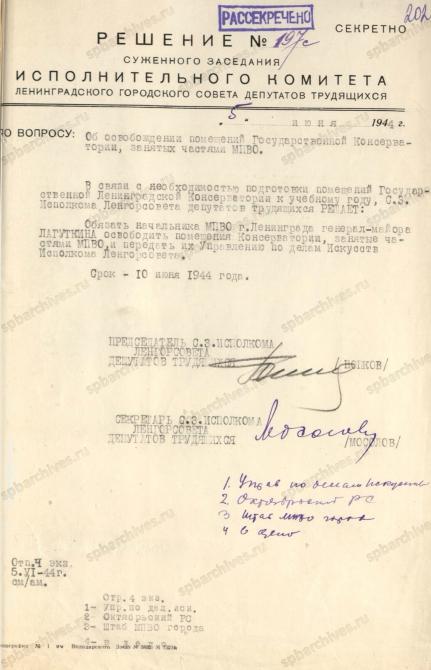 РАССЕКРЕЧЕНО
СЕКРЕТНО
202
РЕШЕНИЕ № 197с
СУЖЕННОГО ЗАСЕДАНИЯ
ИСПОЛНИТЕЛЬНОГО КОМИТЕТА
ЛЕНИНГРАДСКОГО ГОРОДСКОГО СОВЕТА ДЕПУТАТОВ ТРУДЯЩИХСЯ
5. июня 1944 г.
ПО ВОПРОСУ: Об освобождении помещений Государственной Консерва-
тории, занятых частями МПВО.
В связи с необходимостью подготовки помещений Государ-
ственной Ленинградской Консерватории к учебному году, С.З.
Исполкома Ленгорсовета депутатов трудящихся РЕШАЕТ:
Обязать начальника МПВО г.Ленинграда генерал-майора
ЛАГУТКИНА освободить помещения Консерватории, занятые ча-
стями МПВО,и передать их Управлению по делам Искусств
Исполкома Ленгорсовета.
Срок - 10 июня 1944 года.
ПРЕДСЕДАТЕЛЬ С.З.ИСПОЛКОМА
ЛЕНГОРСОВЕТА
ДЕПУТАТОВ ТРУДЯЩИХСЯ /ПОПКОВ/
СЕКРЕТАРЬ С.З.ИСПОЛКОМА
ЛЕНГОРСОВЕТА
ДЕПУТАТОВ ТРУДЯЩИХСЯ /МОСОЛОВ/
1. Управ по делам искусств
2. Октябрьский РС
3 Штаб мпво города
4 в дело
Отп.4 экз.
5.VI-44г.
см/ам.
Отр.4 экз.
1- Упр.по дел.иск.
2- Октябрьский РС
3- Штаб МПВО города
4- в дело
spbarchives.ru